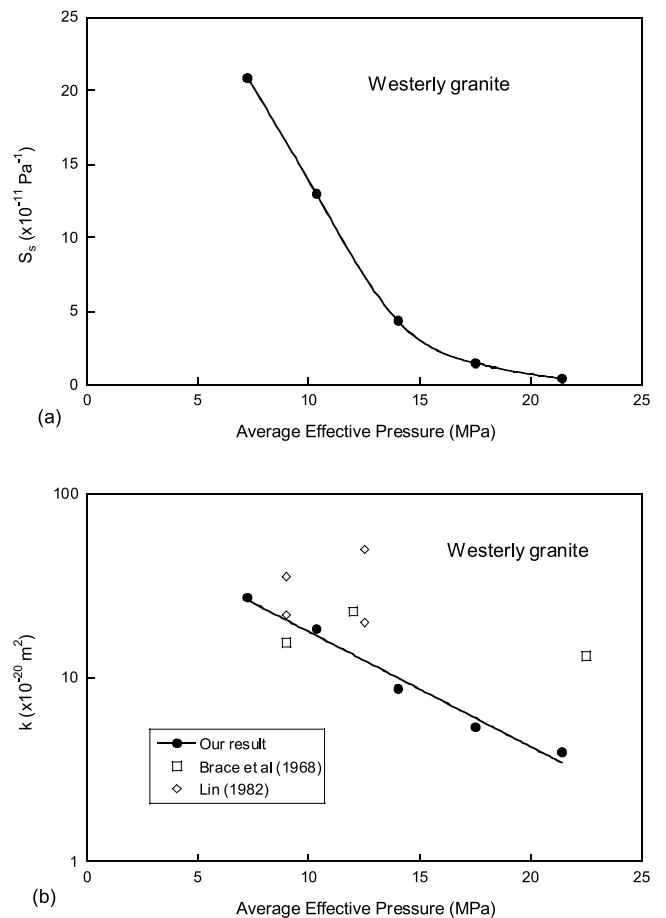 25
20
15
10
5
0
S_s (x10^-11 Pa^-1)
Westerly granite
0 5 10 15 20 25
(a)
Average Effective Pressure (MPa)
100
10
1
k (x10^-20 m^2)
Westerly granite
Our result
Brace et al (1968)
Lin (1982)
0 5 10 15 20 25
(b)
Average Effective Pressure (MPa)